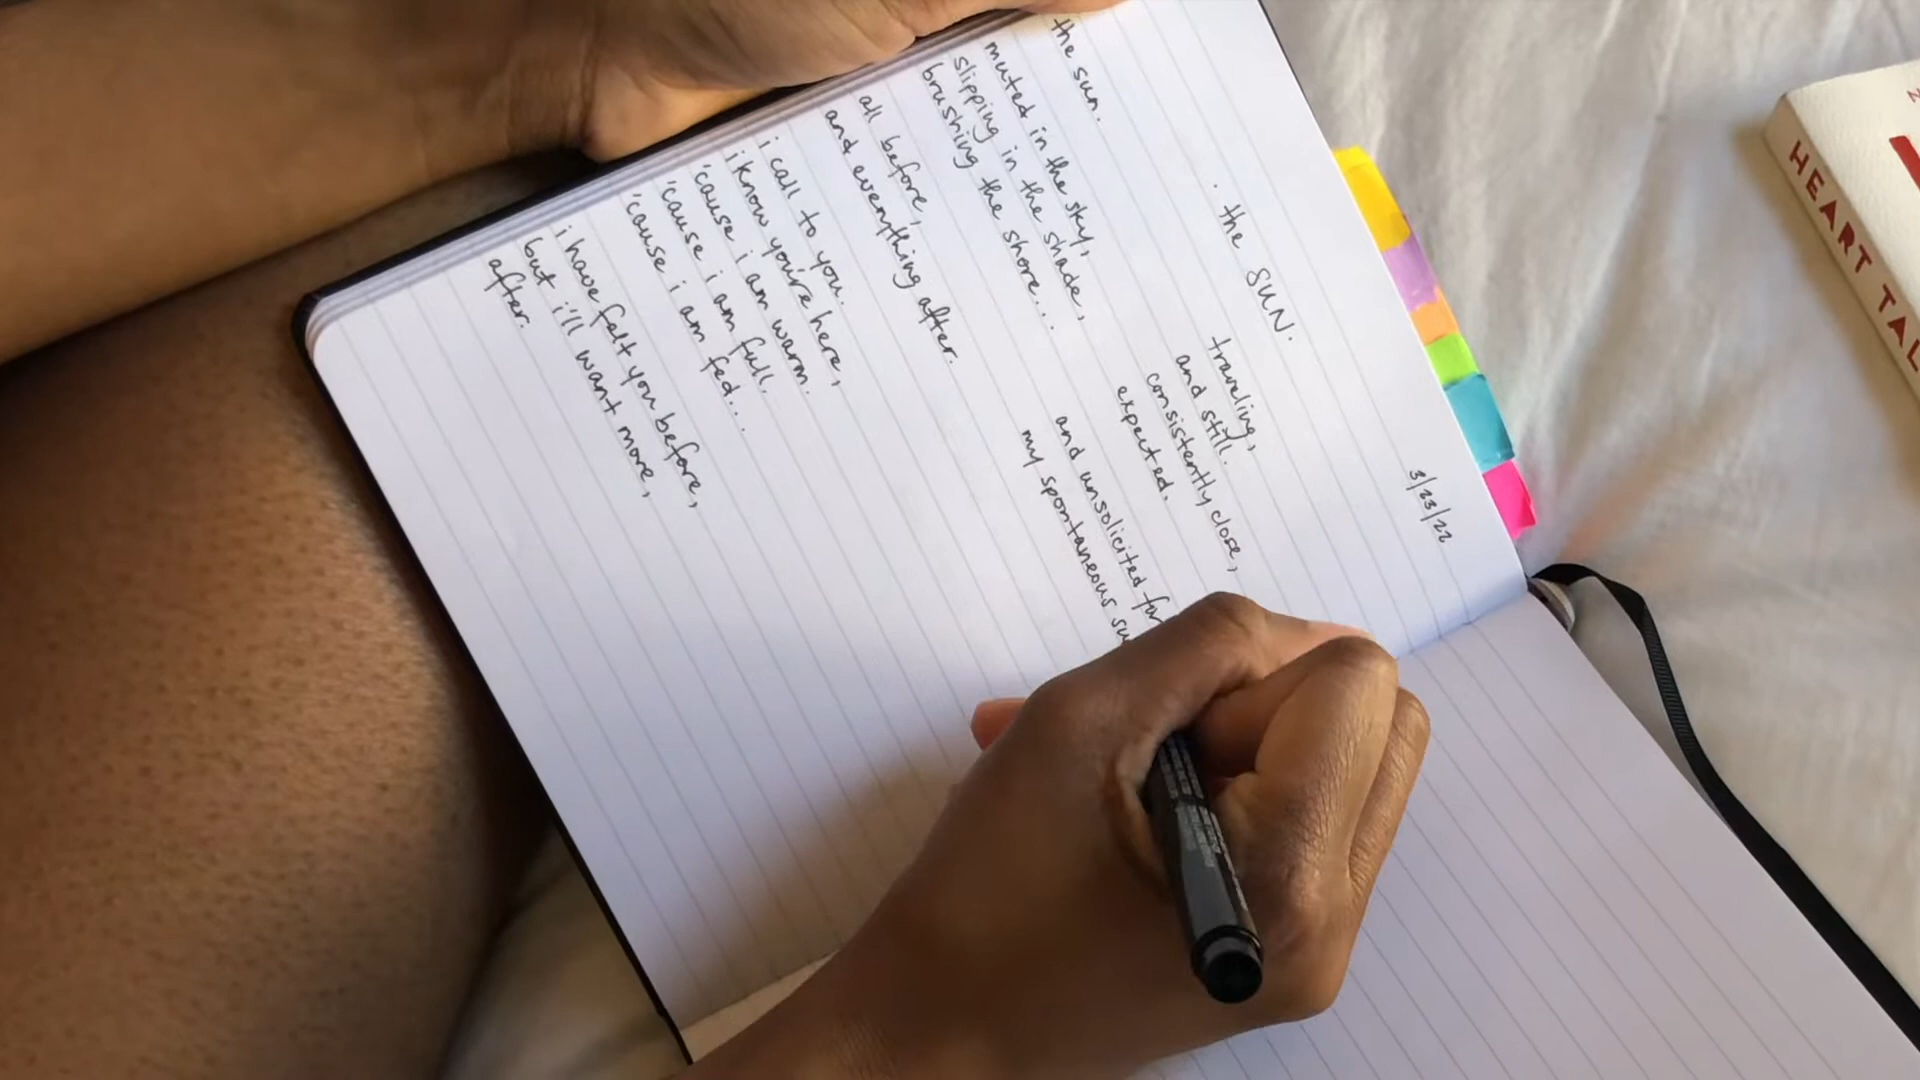 3/23/22
. the SUN.
the sun.
muted in the sky,
slipping in the shade,
brushing the shore...
all before,
and everything after.
i call to you.
i know you're here,
'cause i am warm.
'cause i am full.
'cause i am fed...
i have felt you before,
but i'll want more,
after.
traveling,
and still.
consistently close,
expected.
and unsolicited
my spontaneous
HEART TAL